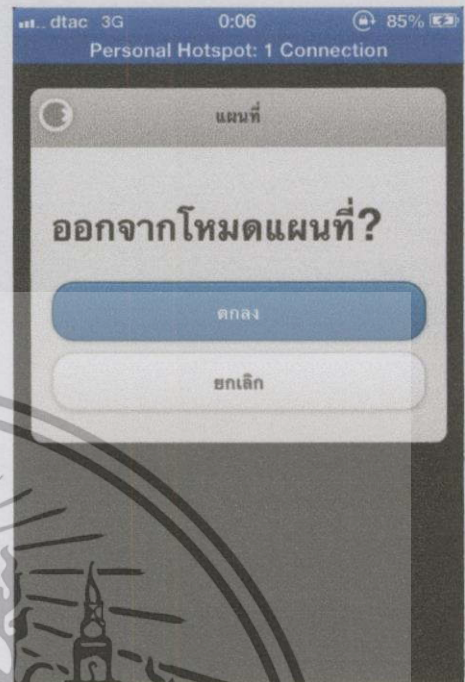 dtac 3G 0:06 85%
Personal Hotspot: 1 Connection
แผนที่
ออกจากโหมดแผนที่?
ตกลง
ยกเลิก